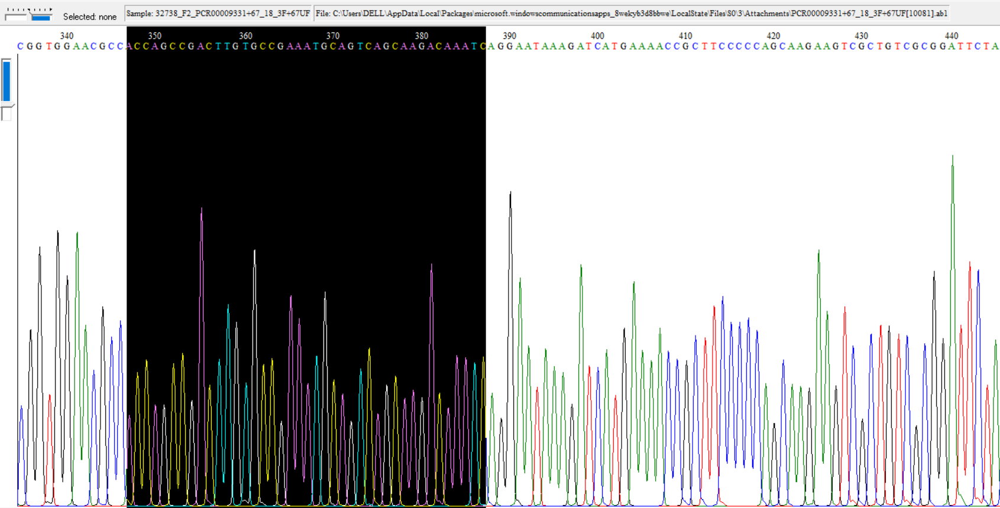 Selected: none Sample: 32738_F2_PCR00009331+67_18_3F+67UF File: C:\Users\DELL\AppData\Local\Packages\microsoft.windowscommunicationsapps_8wekyb3d8bbwe\LocalState\Files\S0\3\Attachments\PCR00009331+67_18_3F+67UF[10081].ab1
340 350 360 370 380 390 400 410 420 430 440
CGGTGGAACGCCACCAGCCGACTTGTGCCGAAATGCAGTCAGCAAGACAAATCAGGAATAAAGATCATGAAAACCGCTTCCCCCAGCAAGAAGTCGCTGTCGCGGATTCTA